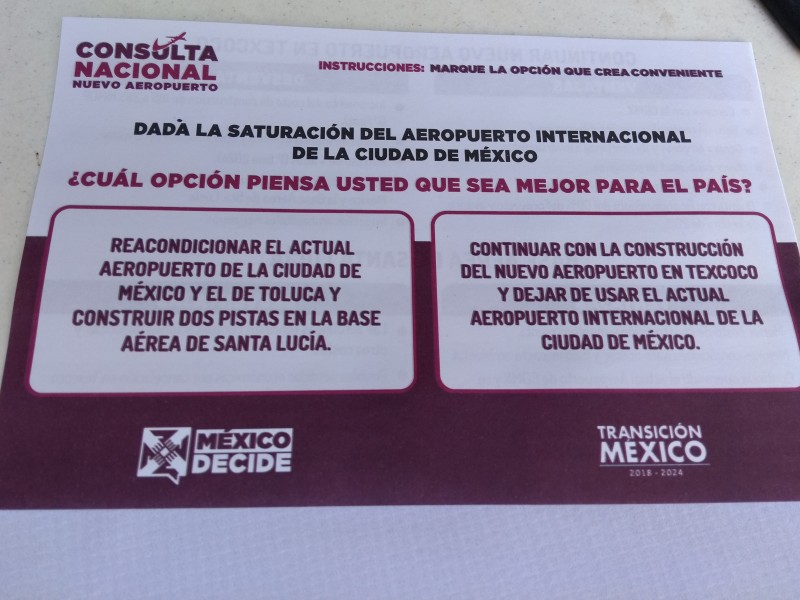 CONSULTA
NACIONAL
NUEVO AEROPUERTO
INSTRUCCIONES: MARQUE LA OPCIÓN QUE CREA CONVENIENTE
DADÀ LA SATURACIÓN DEL AEROPUERTO INTERNACIONAL
DE LA CIUDAD DE MÉXICO
¿CUÁL OPCIÓN PIENSA USTED QUE SEA MEJOR PARA EL PAÍS?
REACONDICIONAR EL ACTUAL
AEROPUERTO DE LA CIUDAD DE
MÉXICO Y EL DE TOLUCA Y
CONSTRUIR DOS PISTAS EN LA BASE
AÉREA DE SANTA LUCÍA.
CONTINUAR CON LA CONSTRUCCIÓN
DEL NUEVO AEROPUERTO EN TEXCOCO
Y DEJAR DE USAR EL ACTUAL
AEROPUERTO INTERNACIONAL DE LA
CIUDAD DE MÉXICO.
MÉXICO
DECIDE
TRANSICIÓN
MÉXICO
2018 - 2024